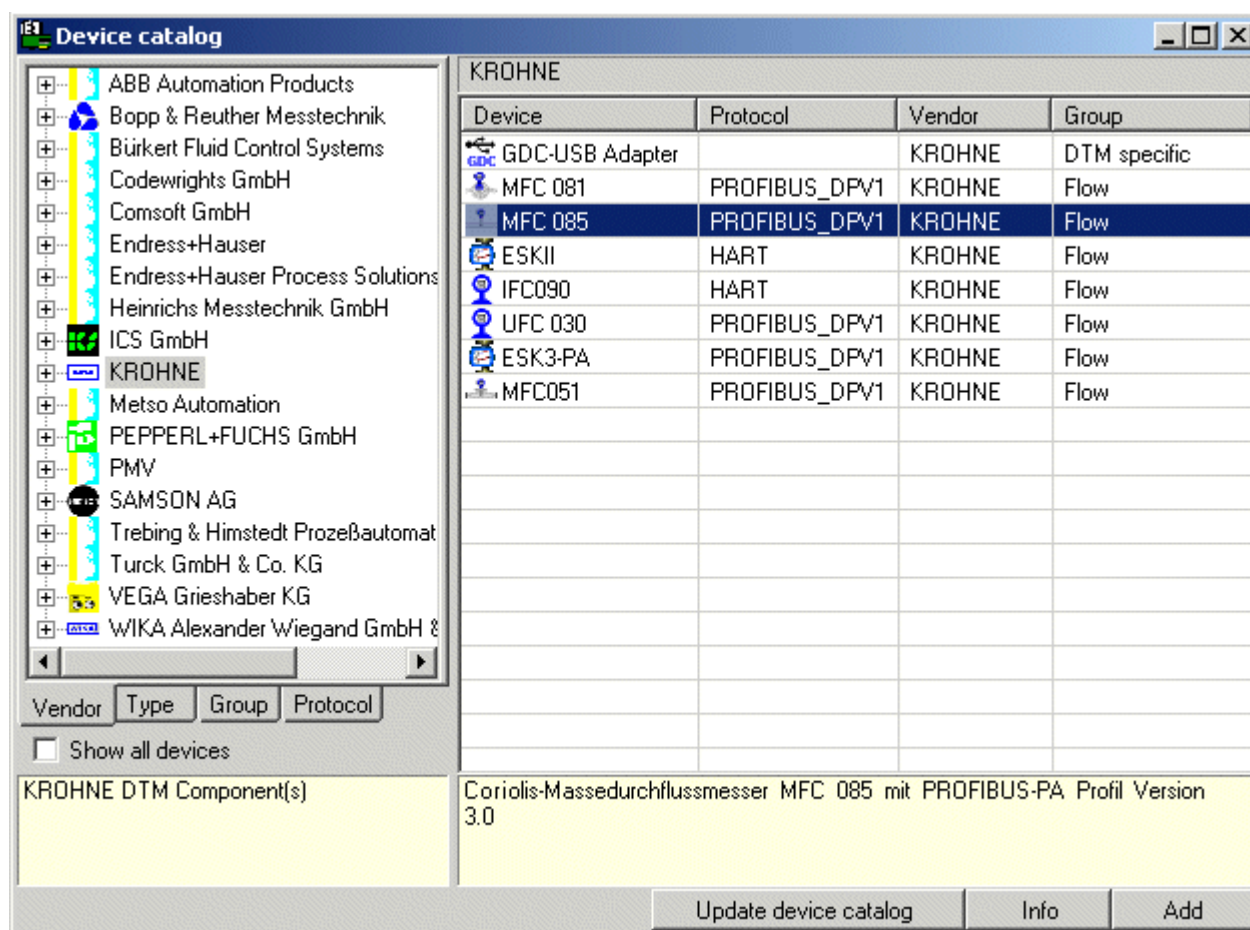 Device catalog
ABB Automation Products
Bopp & Reuther Messtechnik
Bürkert Fluid Control Systems
Codewrights GmbH
Comsoft GmbH
Endress+Hauser
Endress+Hauser Process Solutions
Heinrichs Messtechnik GmbH
ICS GmbH
KROHNE
Metso Automation
PEPPERL+FUCHS GmbH
PMV
SAMSON AG
Trebing & Himstedt Prozeßautomat
Turck GmbH & Co. KG
VEGA Grieshaber KG
WIKA Alexander Wiegand GmbH &
Vendor Type Group Protocol
Show all devices
KROHNE DTM Component(s)
KROHNE
Device Protocol Vendor Group
GDC GDC-USB Adapter KROHNE DTM specific
MFC 081 PROFIBUS_DPV1 KROHNE Flow
MFC 085 PROFIBUS_DPV1 KROHNE Flow
ESKII HART KROHNE Flow
IFC090 HART KROHNE Flow
UFC 030 PROFIBUS_DPV1 KROHNE Flow
ESK3-PA PROFIBUS_DPV1 KROHNE Flow
MFC051 PROFIBUS_DPV1 KROHNE Flow
Coriolis-Massedurchflussmesser MFC 085 mit PROFIBUS-PA Profil Version
3.0
Update device catalog Info Add